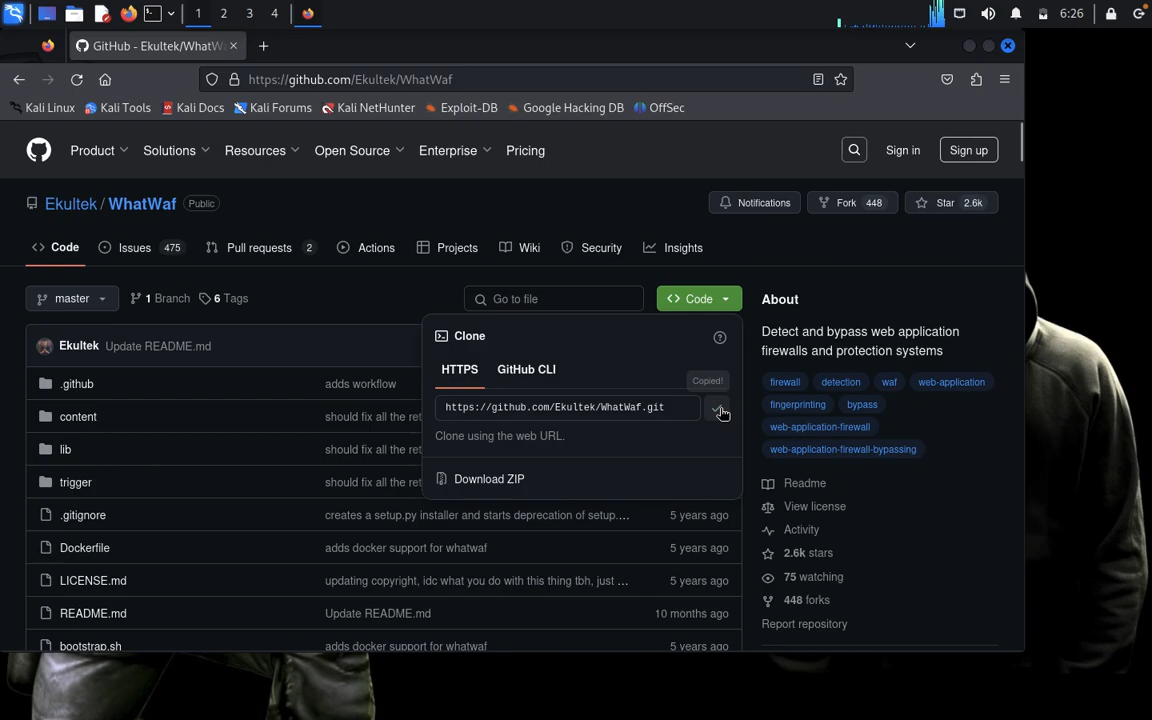 1 2 3 4 6:26
GitHub - Ekultek/WhatWa
https://github.com/Ekultek/WhatWaf
Kali Linux Kali Tools Kali Docs Kali Forums Kali NetHunter Exploit-DB Google Hacking DB OffSec
Product Solutions Resources Open Source Enterprise Pricing Sign in Sign up
Ekultek / WhatWaf Public Notifications Fork 448 Star 2.6k
Code Issues 475 Pull requests 2 Actions Projects Wiki Security Insights
master 1 Branch 6 Tags Go to file Code
Ekultek Update README.md
.github adds workflow
content should fix all the ret
lib should fix all the ret
trigger should fix all the ret
.gitignore creates a setup.py installer and starts deprecation of setup.... 5 years ago
Dockerfile adds docker support for whatwaf 5 years ago
LICENSE.md updating copyright, idc what you do with this thing tbh, just ... 5 years ago
README.md Update README.md 10 months ago
bootstrap.sh adds docker support for whatwaf 5 years ago
Clone
HTTPS GitHub CLI
Copied!
https://github.com/Ekultek/WhatWaf.git
Clone using the web URL.
Download ZIP
About
Detect and bypass web application
firewalls and protection systems
firewall detection waf web-application
fingerprinting bypass
web-application-firewall
web-application-firewall-bypassing
Readme
View license
Activity
2.6k stars
75 watching
448 forks
Report repository